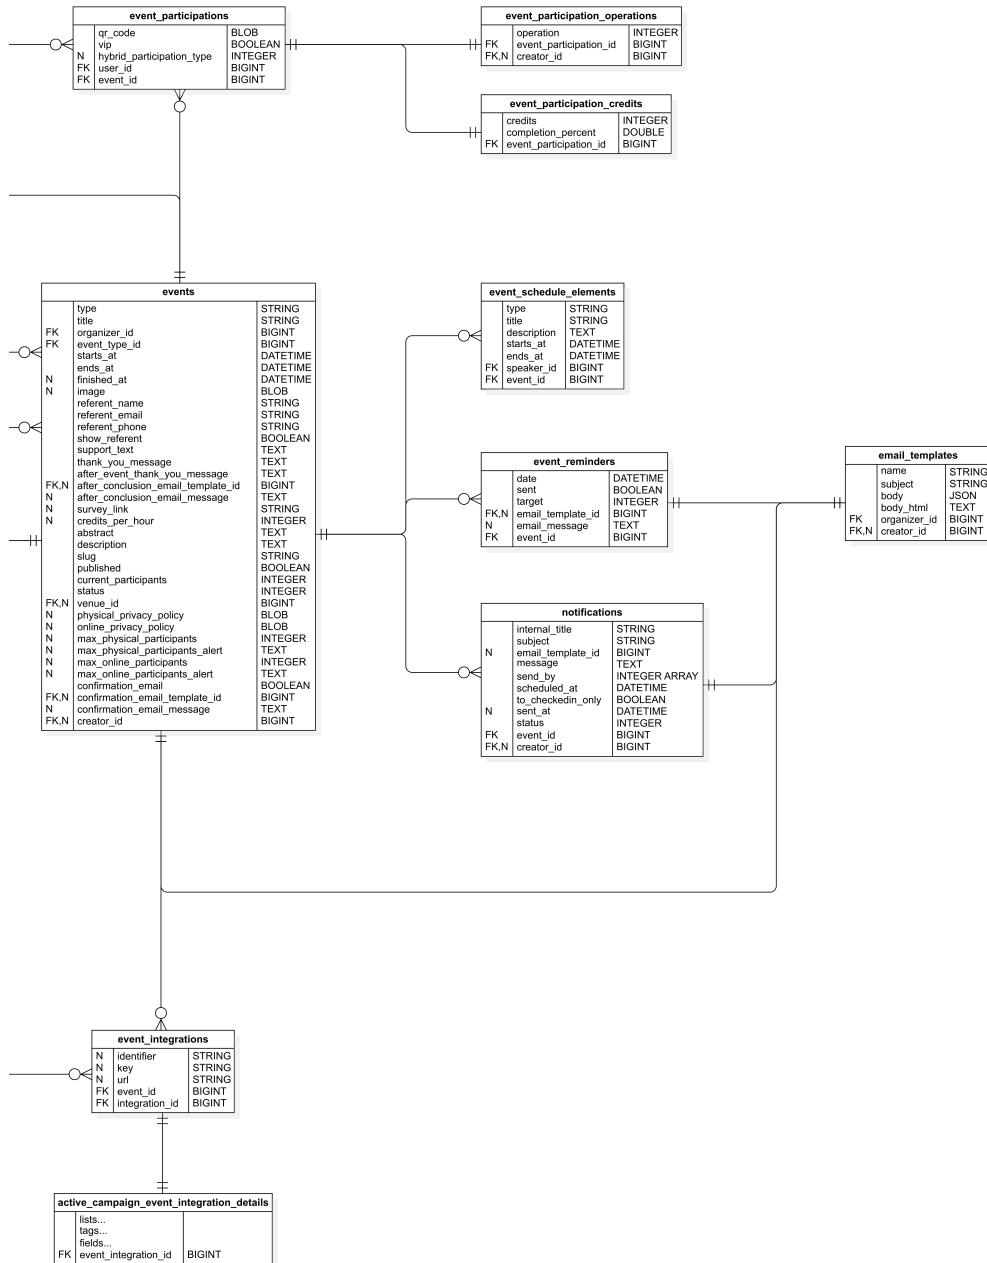 event_participations
qr_code BLOB
vip BOOLEAN
N hybrid_participation_type INTEGER
FK user_id BIGINT
FK event_id BIGINT
event_participation_operations
operation INTEGER
FK event_participation_id BIGINT
FK,N creator_id BIGINT
event_participation_credits
credits INTEGER
completion_percent DOUBLE
FK event_participation_id BIGINT
events
type STRING
title STRING
FK organizer_id BIGINT
FK event_type_id BIGINT
starts_at DATETIME
ends_at DATETIME
N finished_at DATETIME
N image BLOB
referent_name STRING
referent_email STRING
referent_phone STRING
show_referent BOOLEAN
support_text TEXT
thank_you_message TEXT
after_event_thank_you_message TEXT
FK,N after_conclusion_email_template_id BIGINT
N after_conclusion_email_message TEXT
N survey_link STRING
N credits_per_hour INTEGER
abstract TEXT
description TEXT
slug STRING
published BOOLEAN
current_participants INTEGER
status INTEGER
FK,N venue_id BIGINT
N physical_privacy_policy BLOB
N online_privacy_policy BLOB
N max_physical_participants INTEGER
N max_physical_participants_alert TEXT
N max_online_participants INTEGER
N max_online_participants_alert TEXT
confirmation_email BOOLEAN
FK,N confirmation_email_template_id BIGINT
N confirmation_email_message TEXT
FK,N creator_id BIGINT
event_schedule_elements
type STRING
title STRING
description TEXT
starts_at DATETIME
ends_at DATETIME
FK speaker_id BIGINT
FK event_id BIGINT
event_reminders
date DATETIME
sent BOOLEAN
target INTEGER
FK,N email_template_id BIGINT
N email_message TEXT
FK event_id BIGINT
email_templates
name STRING
subject STRING
body JSON
body_html TEXT
FK organizer_id BIGINT
FK,N creator_id BIGINT
notifications
internal_title STRING
subject STRING
N email_template_id BIGINT
message TEXT
send_by INTEGER ARRAY
scheduled_at DATETIME
to_checkedin_only BOOLEAN
N sent_at DATETIME
status INTEGER
FK event_id BIGINT
FK,N creator_id BIGINT
event_integrations
N identifier STRING
N key STRING
N url STRING
FK event_id BIGINT
FK integration_id BIGINT
active_campaign_event_integration_details
lists...
tags...
fields...
FK event_integration_id BIGINT